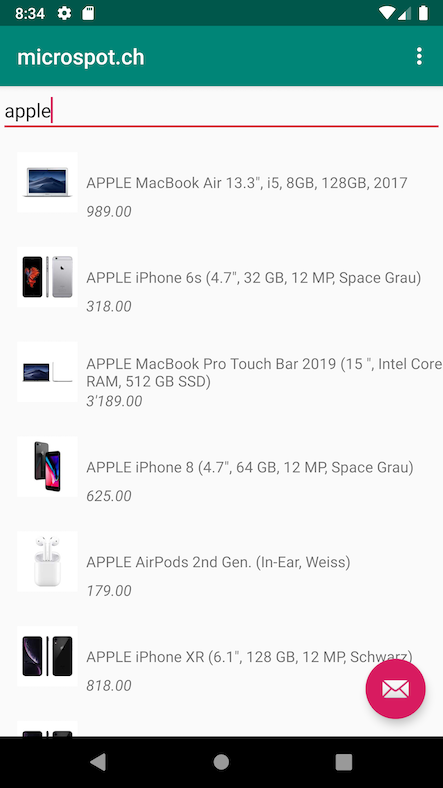 8:34
microspot.ch
apple
APPLE MacBook Air 13.3", i5, 8GB, 128GB, 2017
989.00
APPLE iPhone 6s (4.7", 32 GB, 12 MP, Space Grau)
318.00
APPLE MacBook Pro Touch Bar 2019 (15 ", Intel Core
RAM, 512 GB SSD)
3'189.00
APPLE iPhone 8 (4.7", 64 GB, 12 MP, Space Grau)
625.00
APPLE AirPods 2nd Gen. (In-Ear, Weiss)
179.00
APPLE iPhone XR (6.1", 128 GB, 12 MP, Schwarz)
818.00